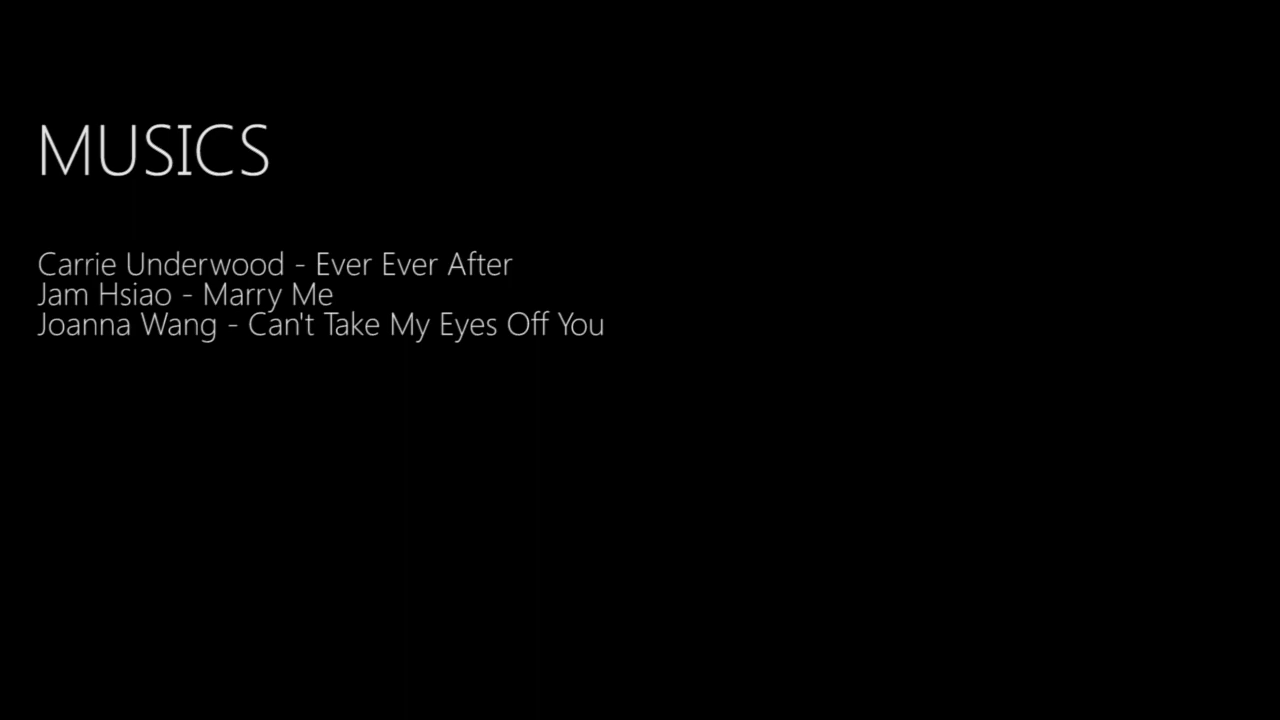 MUSICS
Carrie Underwood - Ever Ever After
Jam Hsiao - Marry Me
Joanna Wang - Can't Take My Eyes Off You